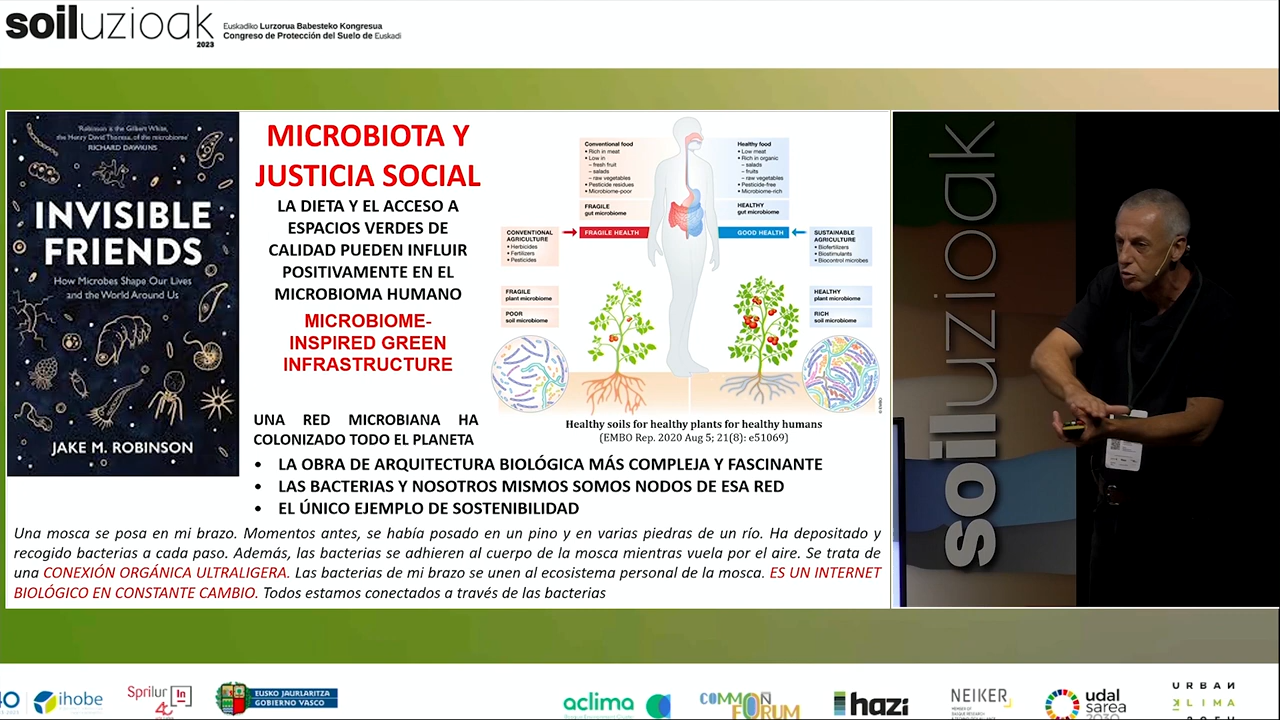 soiluzioak
2023
Euskadiko Lurzorua Babesteko Kongresua
Congreso de Protección del Suelo de Euskadi
'Robinson is the Gilbert White,
the Henry David Thoreau, of the microbiome'
RICHARD DAWKINS
INVISIBLE
FRIENDS
How Microbes Shape Our Lives
and the World Around Us
JAKE M. ROBINSON
MICROBIOTA Y
JUSTICIA SOCIAL
LA DIETA Y EL ACCESO A
ESPACIOS VERDES DE
CALIDAD PUEDEN INFLUIR
POSITIVAMENTE EN EL
MICROBIOMA HUMANO
MICROBIOME-
INSPIRED GREEN
INFRASTRUCTURE
UNA RED MICROBIANA HA
COLONIZADO TODO EL PLANETA
• LA OBRA DE ARQUITECTURA BIOLÓGICA MÁS COMPLEJA Y FASCINANTE
• LAS BACTERIAS Y NOSOTROS MISMOS SOMOS NODOS DE ESA RED
• EL ÚNICO EJEMPLO DE SOSTENIBILIDAD
Conventional food
• Rich in meat
• Low in
– fresh fruit
– salads
– raw vegetables
• Pesticide residues
• Microbiome-poor
FRAGILE
gut microbiome
FRAGILE HEALTH
CONVENTIONAL
AGRICULTURE
• Herbicides
• Fertilizers
• Pesticides
FRAGILE
plant microbiome
POOR
soil microbiome
Healthy food
• Low meat
• Rich in organic
– salads
– fruits
– raw vegetables
• Pesticide-free
• Microbiome-rich
HEALTHY
gut microbiome
GOOD HEALTH
SUSTAINABLE
AGRICULTURE
• Biofertilizers
• Biostimulants
• Biocontrol microbes
HEALTHY
plant microbiome
RICH
soil microbiome
© EMBO
Healthy soils for healthy plants for healthy humans
(EMBO Rep. 2020 Aug 5; 21(8): e51069)
Una mosca se posa en mi brazo. Momentos antes, se había posado en un pino y en varias piedras de un río. Ha depositado y
recogido bacterias a cada paso. Además, las bacterias se adhieren al cuerpo de la mosca mientras vuela por el aire. Se trata de
una CONEXIÓN ORGÁNICA ULTRALIGERA. Las bacterias de mi brazo se unen al ecosistema personal de la mosca. ES UN INTERNET
BIOLÓGICO EN CONSTANTE CAMBIO. Todos estamos conectados a través de las bacterias
soiluzioak
ihobe
Sprilur
EUSKO JAURLARITZA
GOBIERNO VASCO
aclima
COMMON
FORUM
hazi
NEIKER
udal
sarea
2030
URBAN
KLIMA